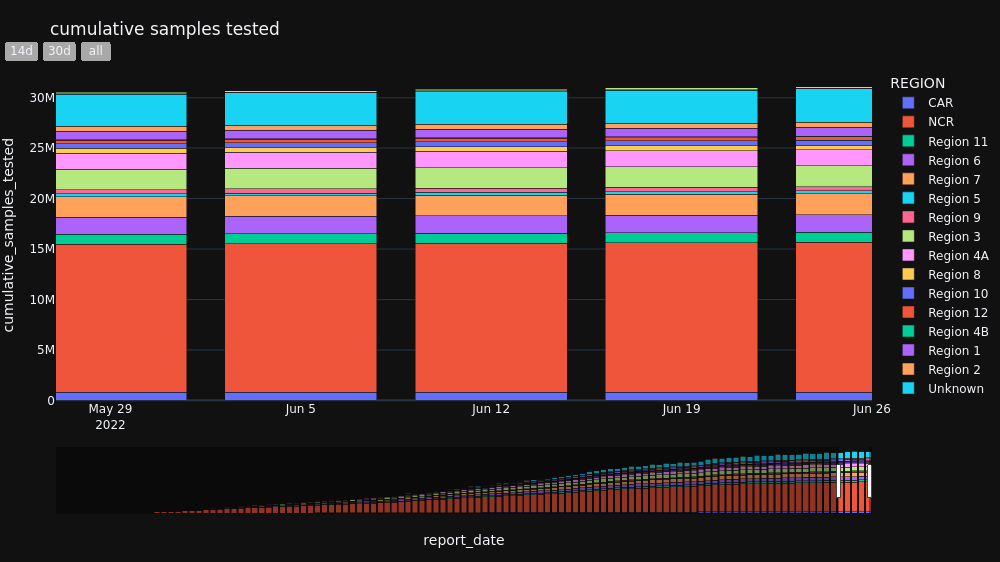 cumulative samples tested
14d 30d all
REGION
CAR
NCR
Region 11
Region 6
Region 7
Region 5
Region 9
Region 3
Region 4A
Region 8
Region 10
Region 12
Region 4B
Region 1
Region 2
Unknown
cumulative_samples_tested
30M
25M
20M
15M
10M
5M
0
May 29 Jun 5 Jun 12 Jun 19 Jun 26
2022
report_date